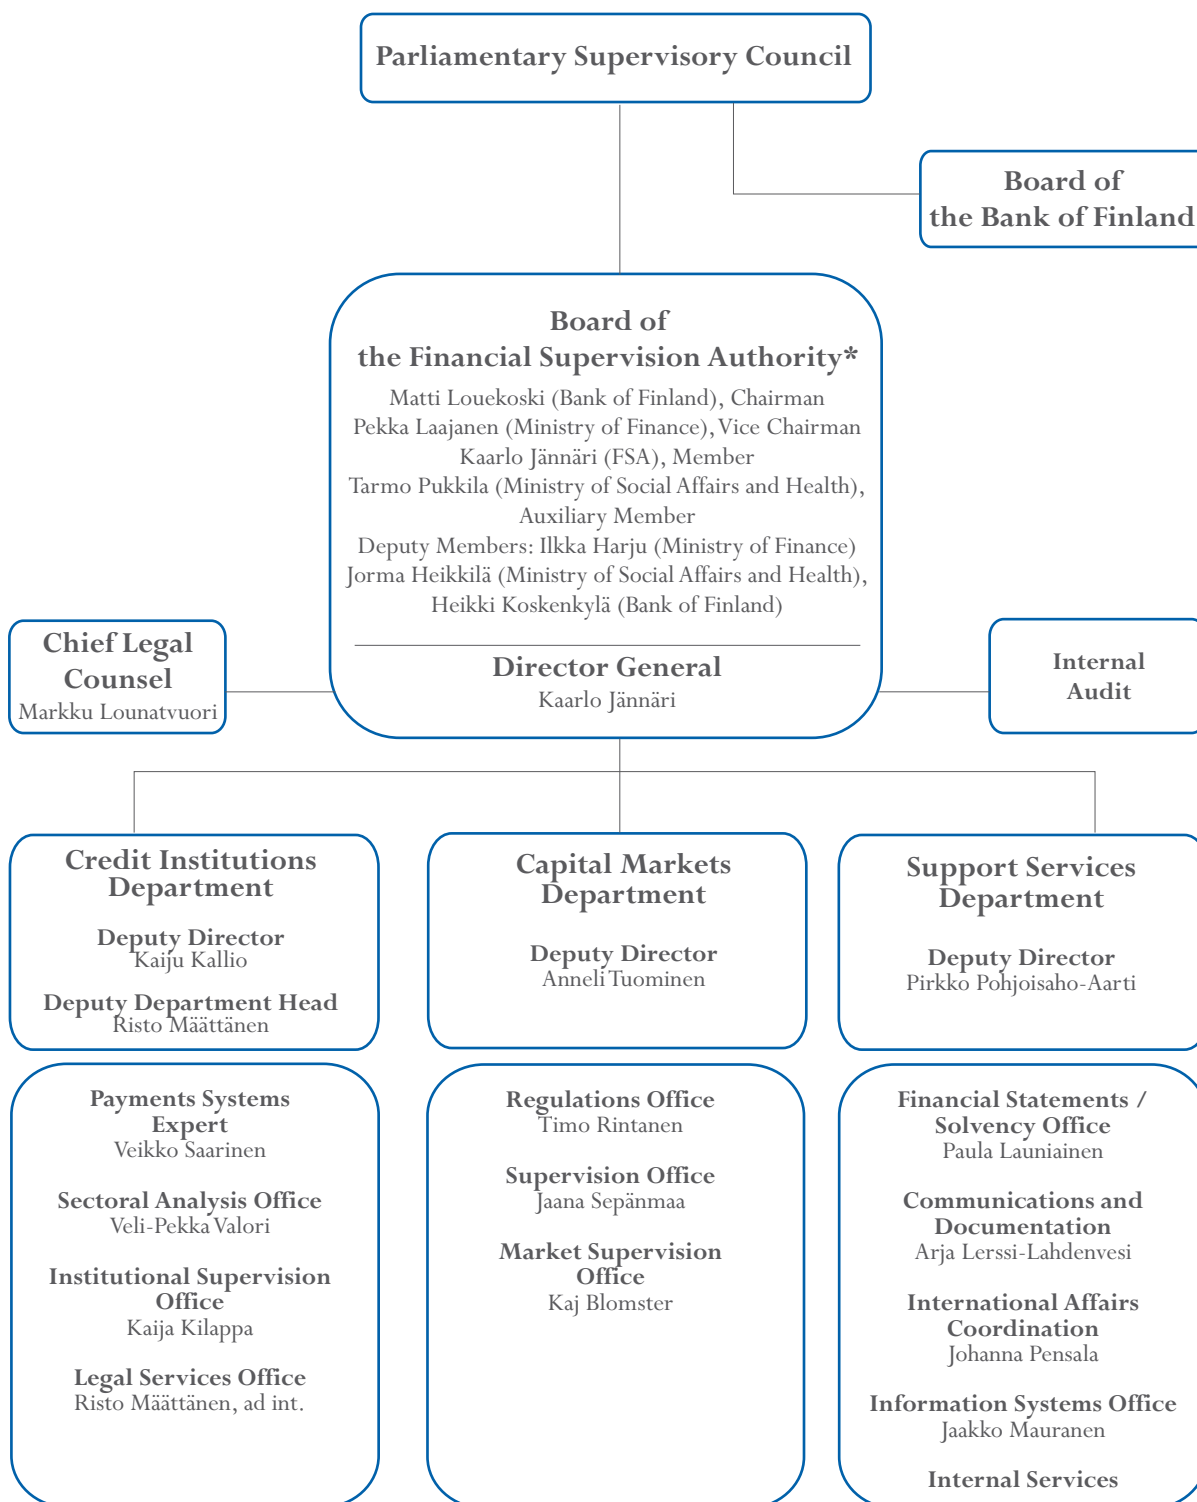 Parliamentary Supervisory Council
Board of
the Bank of Finland
Board of
the Financial Supervision Authority*
Matti Louekoski (Bank of Finland), Chairman
Pekka Laajanen (Ministry of Finance), Vice Chairman
Kaarlo Jännäri (FSA), Member
Tarmo Pukkila (Ministry of Social Affairs and Health),
Auxiliary Member
Deputy Members: Ilkka Harju (Ministry of Finance)
Jorma Heikkilä (Ministry of Social Affairs and Health),
Heikki Koskenkylä (Bank of Finland)
Director General
Kaarlo Jännäri
Chief Legal
Counsel
Markku Lounatvuori
Internal
Audit
Credit Institutions
Department
Deputy Director
Kaiju Kallio
Deputy Department Head
Risto Määttänen
Capital Markets
Department
Deputy Director
Anneli Tuominen
Support Services
Department
Deputy Director
Pirkko Pohjoisaho-Aarti
Payments Systems
Expert
Veikko Saarinen
Sectoral Analysis Office
Veli-Pekka Valori
Institutional Supervision
Office
Kaija Kilappa
Legal Services Office
Risto Määttänen, ad int.
Regulations Office
Timo Rintanen
Supervision Office
Jaana Sepänmaa
Market Supervision
Office
Kaj Blomster
Financial Statements /
Solvency Office
Paula Launiainen
Communications and
Documentation
Arja Lerssi-Lahdenvesi
International Affairs
Coordination
Johanna Pensala
Information Systems Office
Jaakko Mauranen
Internal Services